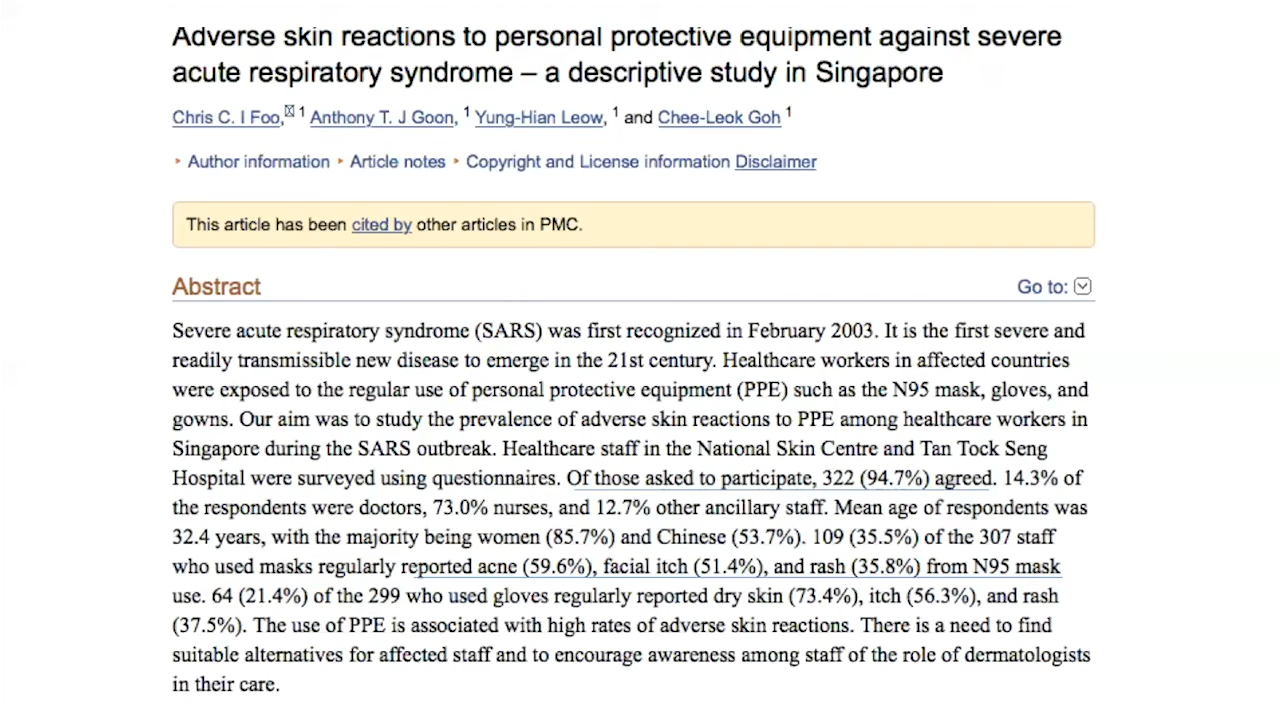 Adverse skin reactions to personal protective equipment against severe
acute respiratory syndrome – a descriptive study in Singapore
Chris C. I Foo, 1 Anthony T. J Goon, 1 Yung-Hian Leow, 1 and Chee-Leok Goh 1
Author information Article notes Copyright and License information Disclaimer
This article has been cited by other articles in PMC.
Abstract Go to:
Severe acute respiratory syndrome (SARS) was first recognized in February 2003. It is the first severe and
readily transmissible new disease to emerge in the 21st century. Healthcare workers in affected countries
were exposed to the regular use of personal protective equipment (PPE) such as the N95 mask, gloves, and
gowns. Our aim was to study the prevalence of adverse skin reactions to PPE among healthcare workers in
Singapore during the SARS outbreak. Healthcare staff in the National Skin Centre and Tan Tock Seng
Hospital were surveyed using questionnaires. Of those asked to participate, 322 (94.7%) agreed. 14.3% of
the respondents were doctors, 73.0% nurses, and 12.7% other ancillary staff. Mean age of respondents was
32.4 years, with the majority being women (85.7%) and Chinese (53.7%). 109 (35.5%) of the 307 staff
who used masks regularly reported acne (59.6%), facial itch (51.4%), and rash (35.8%) from N95 mask
use. 64 (21.4%) of the 299 who used gloves regularly reported dry skin (73.4%), itch (56.3%), and rash
(37.5%). The use of PPE is associated with high rates of adverse skin reactions. There is a need to find
suitable alternatives for affected staff and to encourage awareness among staff of the role of dermatologists
in their care.